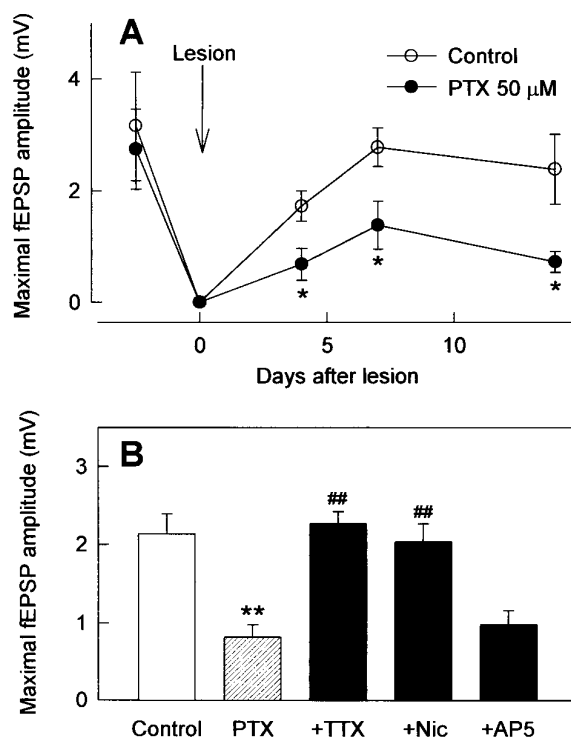 A
Lesion
Control
PTX 50 μM
Maximal fEPSP amplitude (mV)
4
2
0
*
*
*
0
5
10
Days after lesion
B
Maximal fEPSP amplitude (mV)
3
2
1
0
**
##
##
Control
PTX
+TTX
+Nic
+AP5